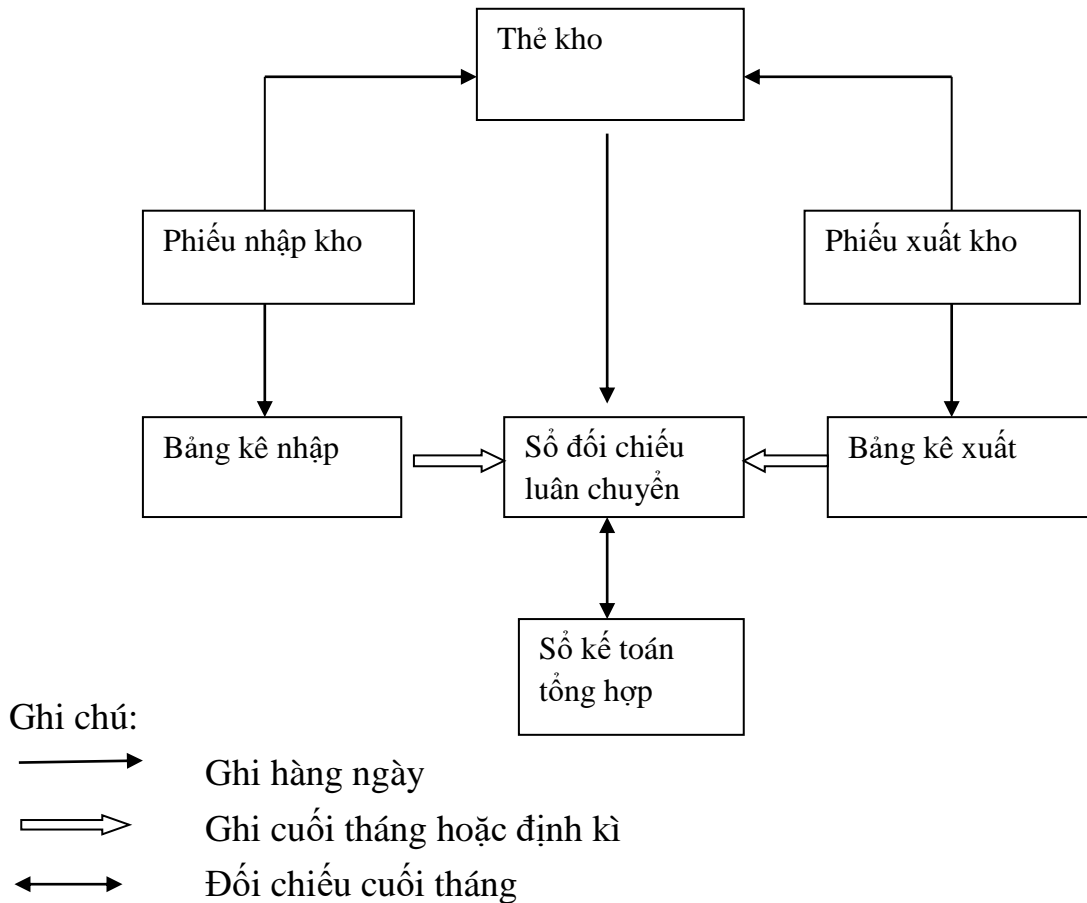 Thẻ kho
Phiếu nhập kho
Phiếu xuất kho
Bảng kê nhập
Sổ đối chiếu
luân chuyển
Bảng kê xuất
Sổ kế toán
tổng hợp
Ghi chú:
Ghi hàng ngày
Ghi cuối tháng hoặc định kì
Đối chiếu cuối tháng